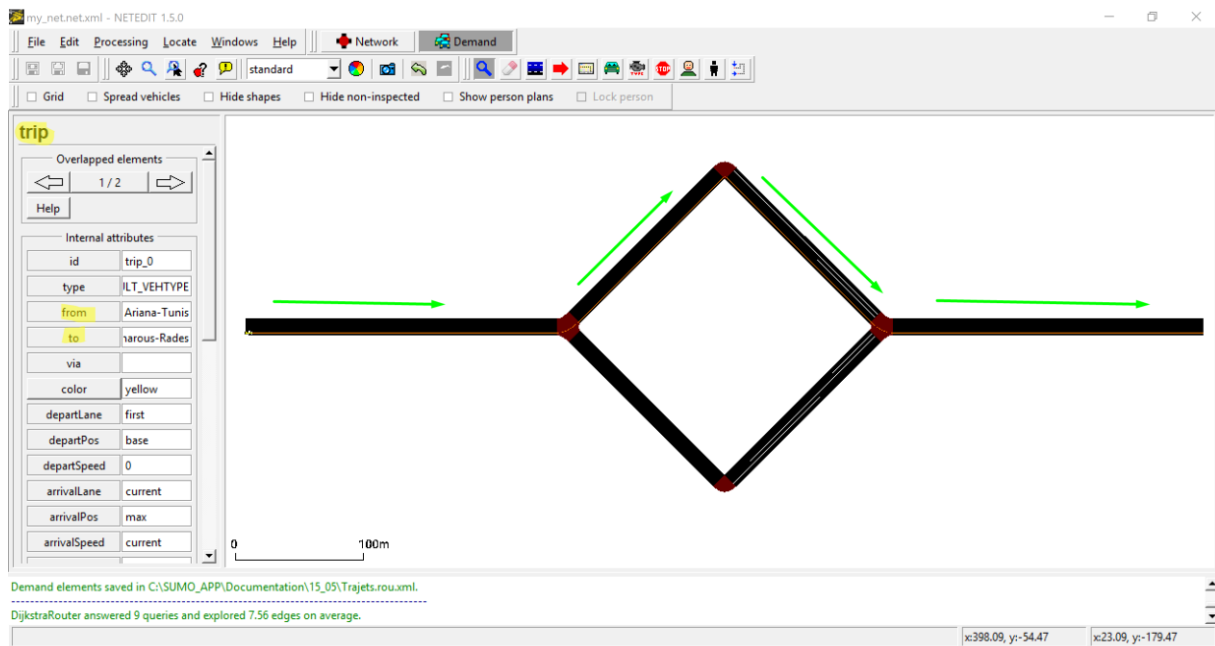 my_net.net.xml - NETEDIT 1.5.0
File Edit Processing Locate Windows Help Network Demand
standard TYPE STOP
Grid Spread vehicles Hide shapes Hide non-inspected Show person plans Lock person
trip
Overlapped elements
1/2
Help
Internal attributes
id trip_0
type JLT_VEHTYPE
from Ariana-Tunis
to arous-Rades
via
color yellow
departLane first
departPos base
departSpeed 0
arrivalLane current
arrivalPos max
arrivalSpeed current
0 100m
Demand elements saved in C:\SUMO_APP\Documentation\15_05\Trajets.rou.xml.
DijkstraRouter answered 9 queries and explored 7.56 edges on average.
x:398.09, y:-54.47 x:23.09, y:-179.47